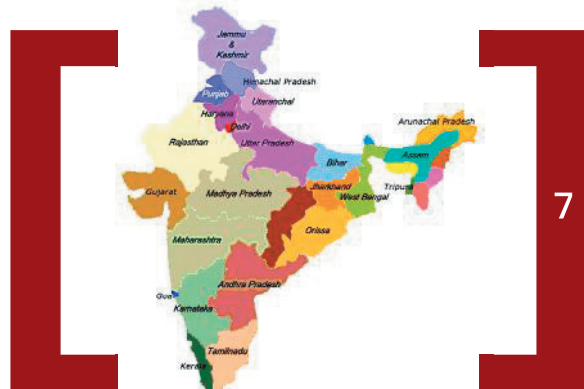 Jammu
&
Kashmir
Himachal Pradesh
Punjab
Uttaranchal
Haryana
Delhi
Arunachal Pradesh
Rajasthan
Uttar Pradesh
Assam
Bihar
Gujarat
Madhya Pradesh
Jharkhand
West Bengal
Tripura
7
Orissa
Maharashtra
Andhra Pradesh
Goa
Karnataka
Tamilnadu
Kerala